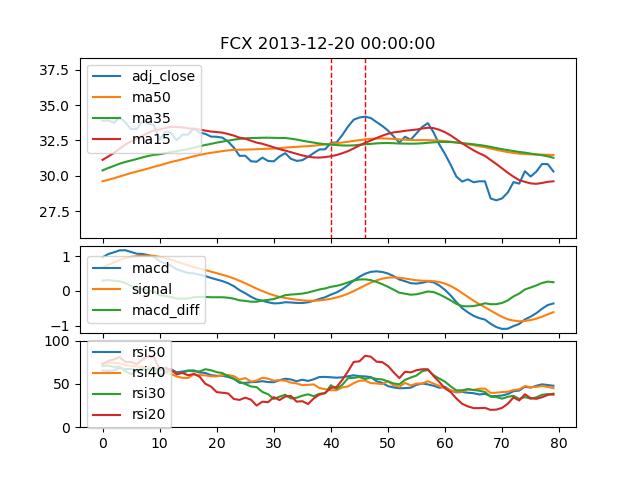 FCX 2013-12-20 00:00:00
37.5
35.0
32.5
30.0
27.5
adj_close
ma50
ma35
ma15
1
0
−1
macd
signal
macd_diff
100
50
0
rsi50
rsi40
rsi30
rsi20
0 10 20 30 40 50 60 70 80